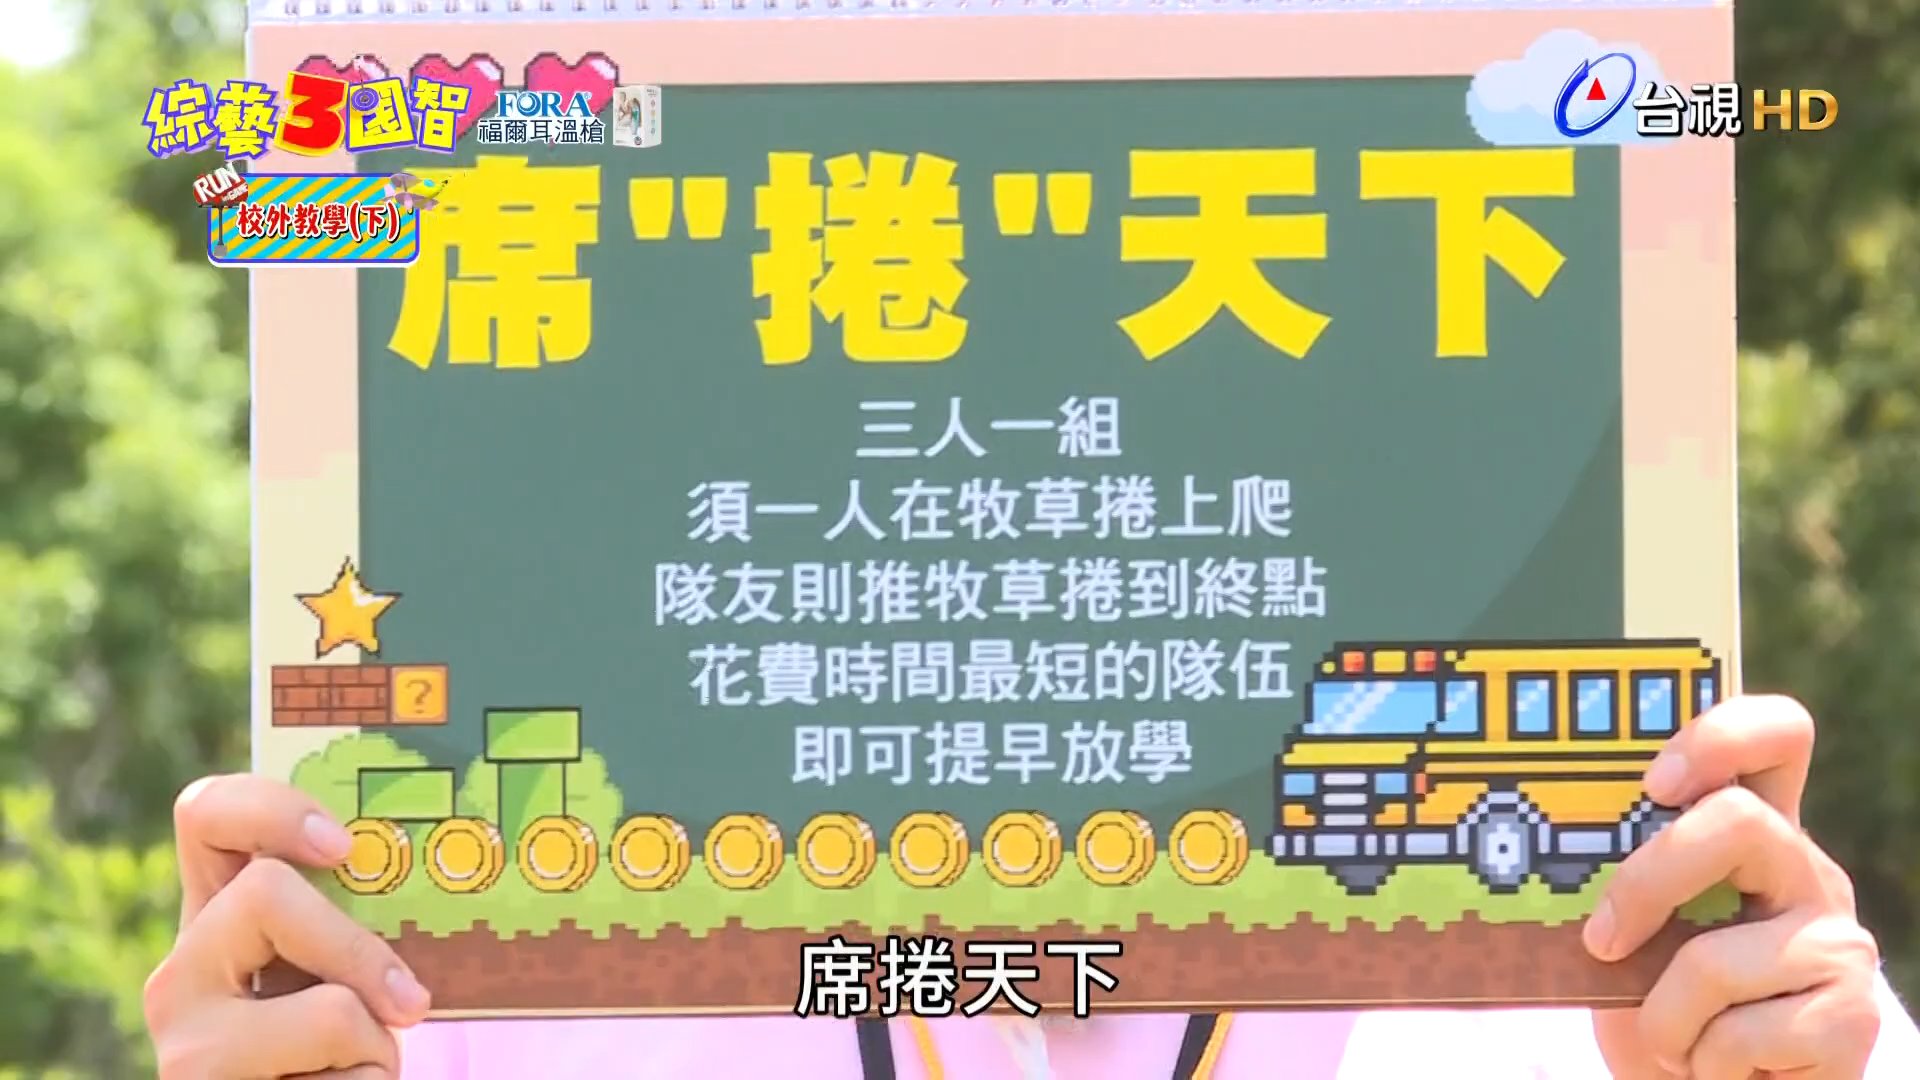 綜藝3國智
FORA
福爾耳溫槍
台視HD
RUN
校外教學(下)
席"捲"天下
三人一組
須一人在牧草捲上爬
隊友則推牧草捲到終點
花費時間最短的隊伍
即可提早放學
?
席捲天下